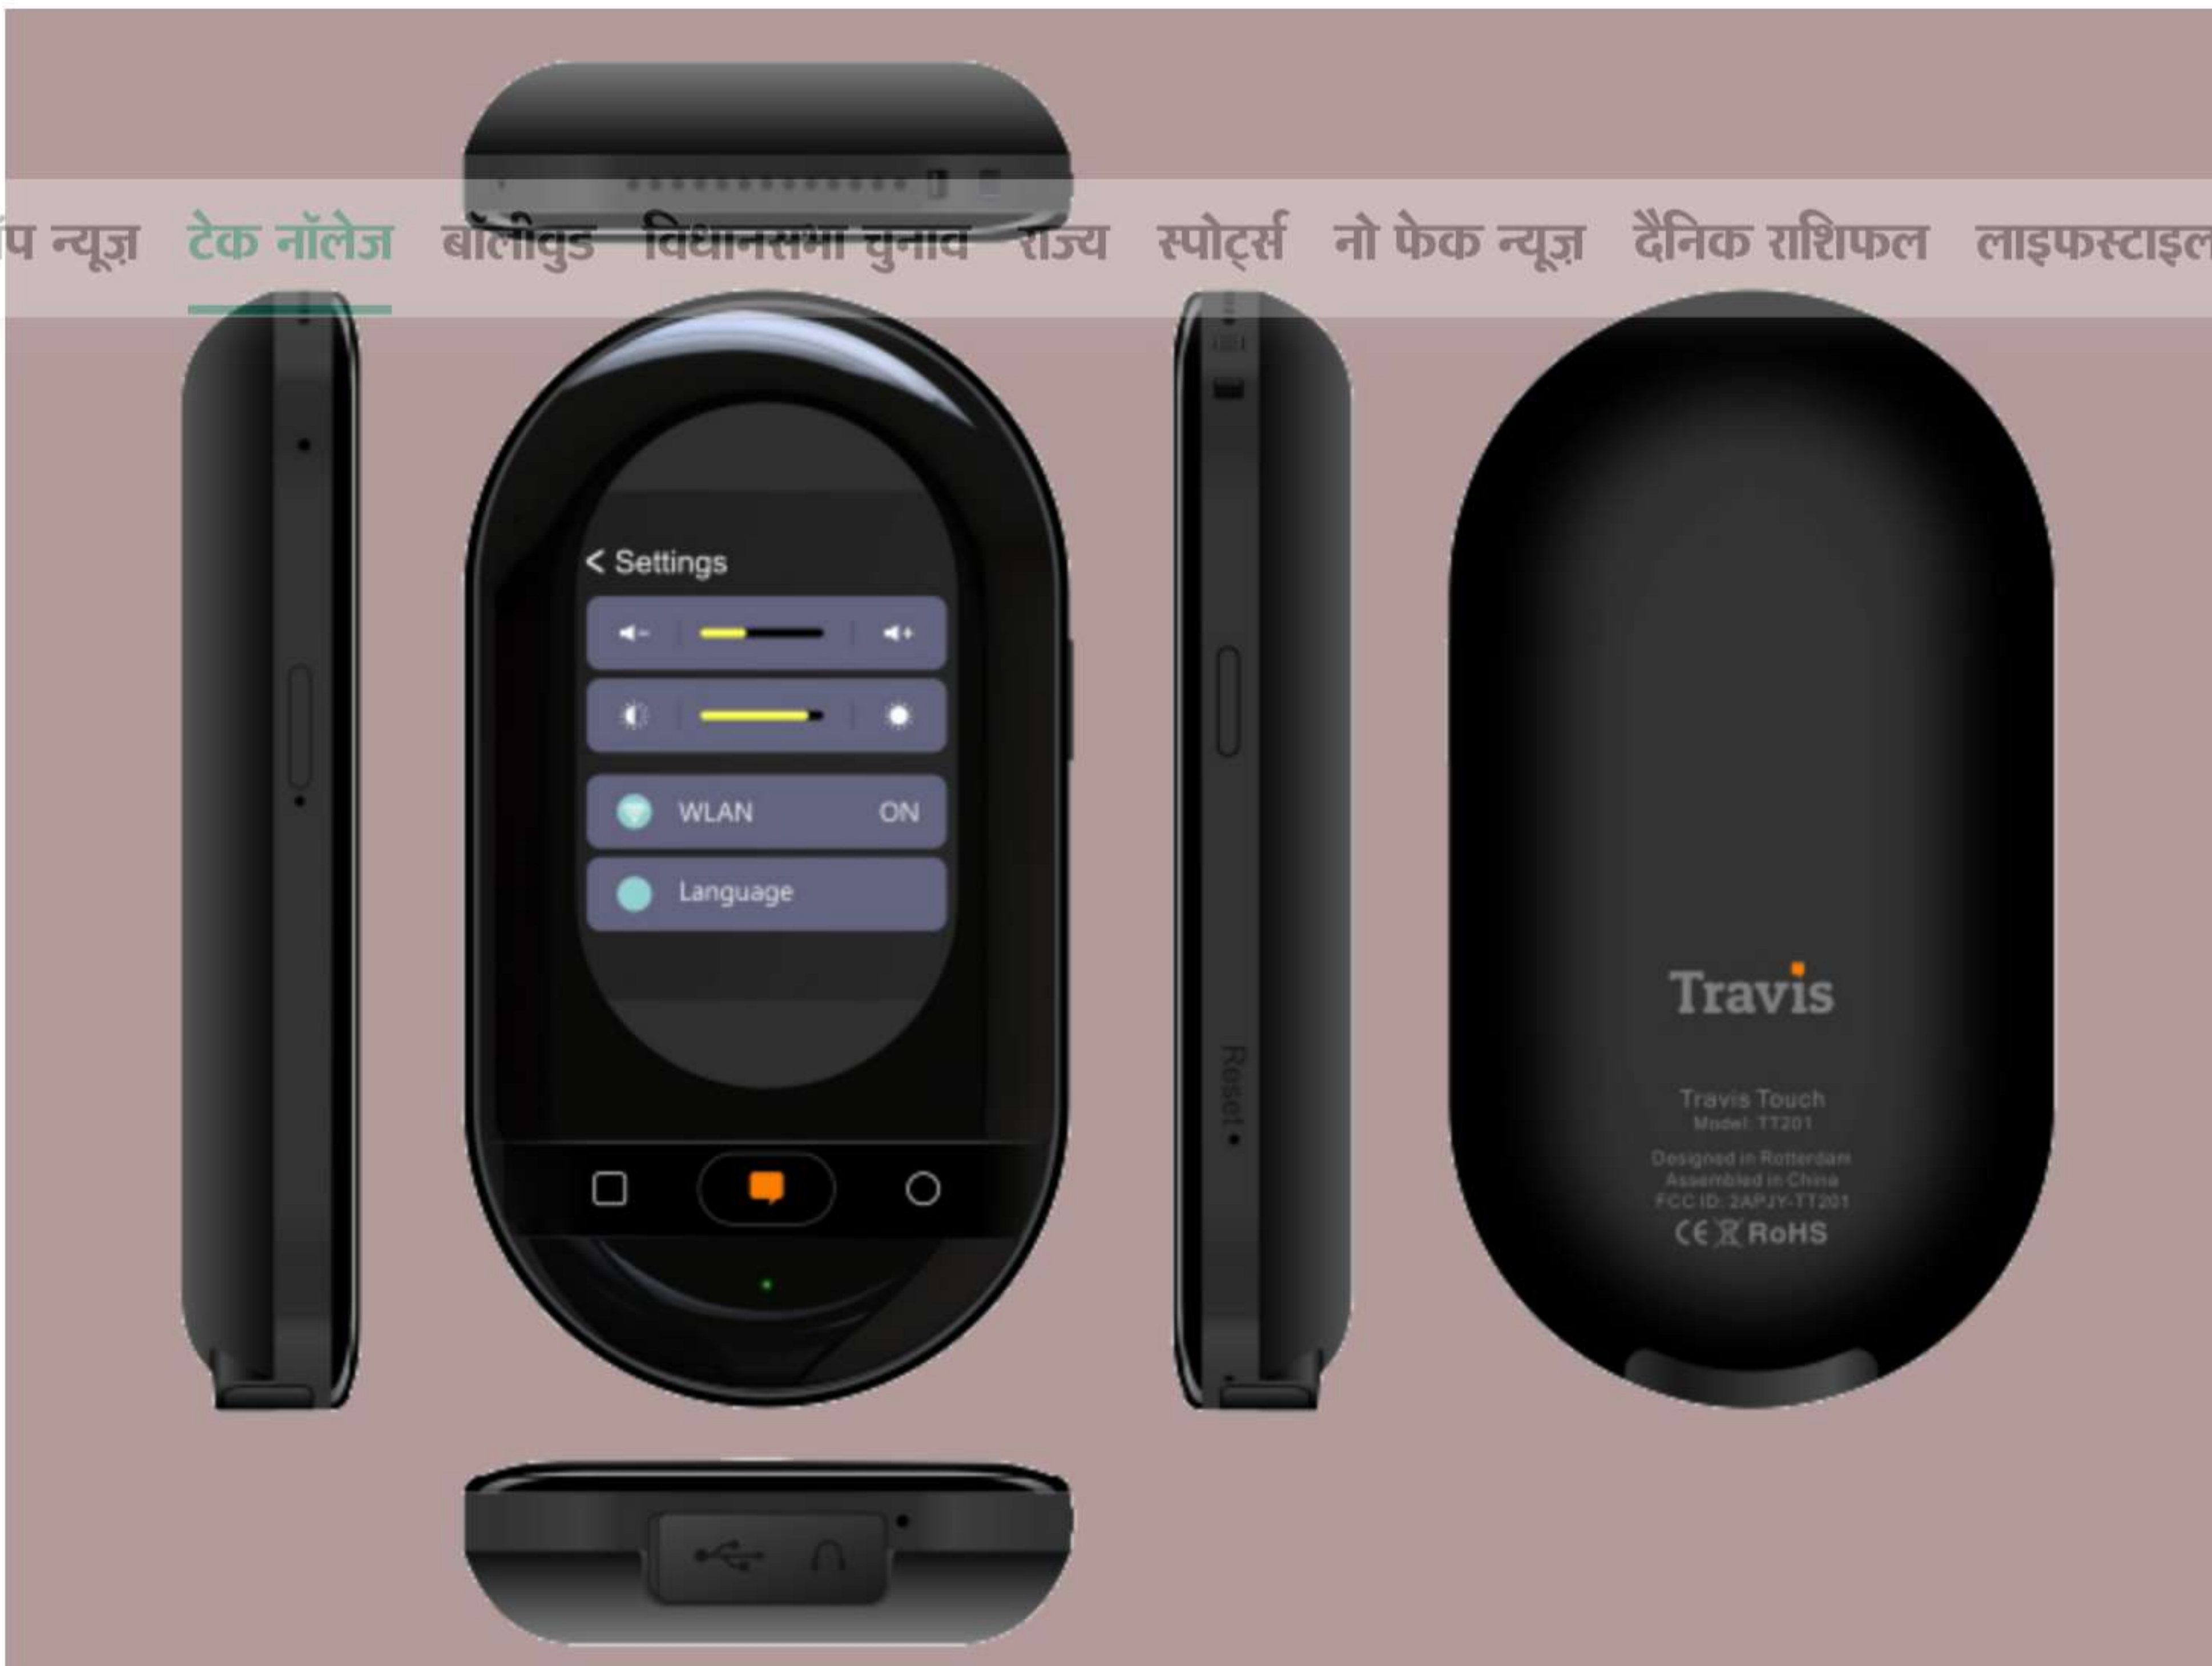 न्यूज़ टेक नॉलेज बॉलीवुड विधानसभा चुनाव राज्य स्पोर्ट्स नो फेक न्यूज़ दैनिक राशिफल लाइफस्टाइल
< Settings
WLAN ON
Language
Reset
Travis
Travis Touch
Model: TT201
Designed in Rotterdam
Assembled in China
FCC ID: 2APJY-TT201
CE RoHS